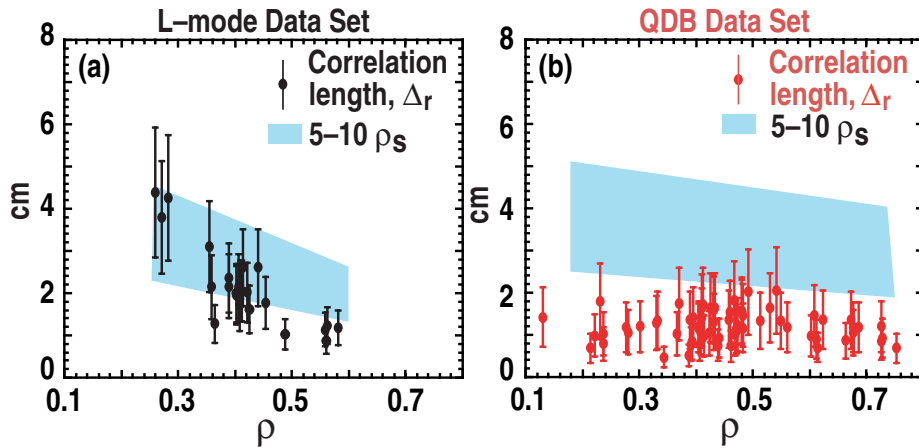 L–mode Data Set
QDB Data Set
8
(a)
Correlation
length, Δr
5–10 ρs
6
4
2
0
cm
0.1 0.3 0.5 0.7
ρ
8
(b)
Correlation
length, Δr
5–10 ρs
6
4
2
0
cm
0.1 0.3 0.5 0.7
ρ